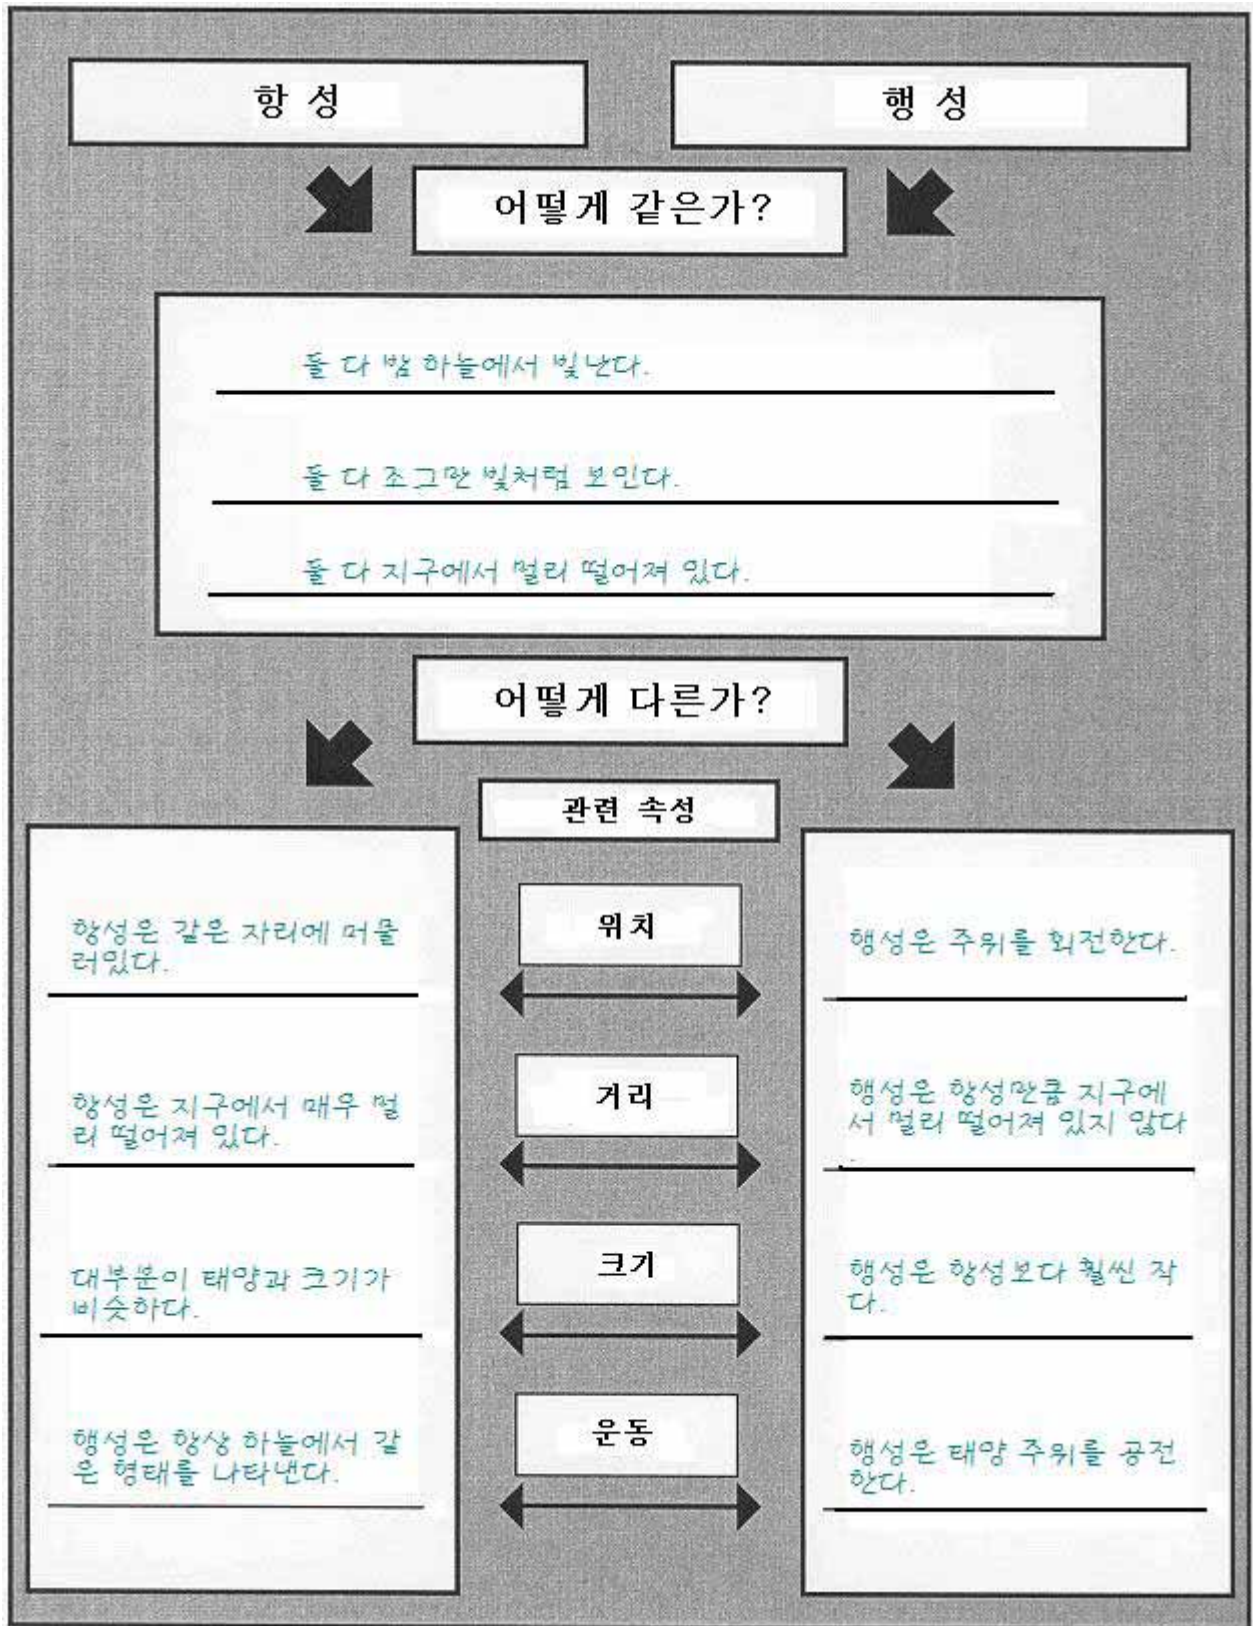 항 성
행 성
어떻게 같은가?
둘 다 밤 하늘에서 빛난다.
둘 다 조그만 빛처럼 보인다.
둘 다 지구에서 멀리 떨어져 있다.
어떻게 다른가?
관련 속성
항성은 같은 자리에 머물
러있다.
위치
행성은 주위를 회전한다.
항성은 지구에서 매우 멀
리 떨어져 있다.
거리
행성은 항성만큼 지구에
서 멀리 떨어져 있지 않다
.
대부분이 태양과 크기가
비슷하다.
크기
행성은 항성보다 훨씬 작
다.
행성은 항상 하늘에서 같
은 형태를 나타낸다.
운동
행성은 태양 주위를 공전
한다.